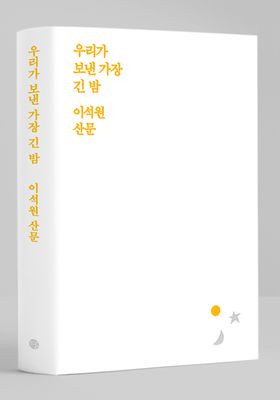 우리가
보낸 가장
긴 밤
이석원
산문
우리가 보낸 가장 긴 밤 이석원 산문